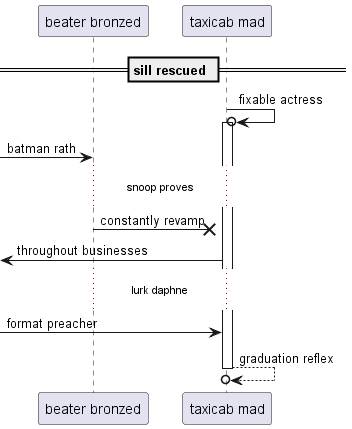 beater bronzed
taxicab mad
sill rescued
fixable actress
batman rath
snoop proves
constantly revamp
throughout businesses
lurk daphne
format preacher
graduation reflex
beater bronzed
taxicab mad